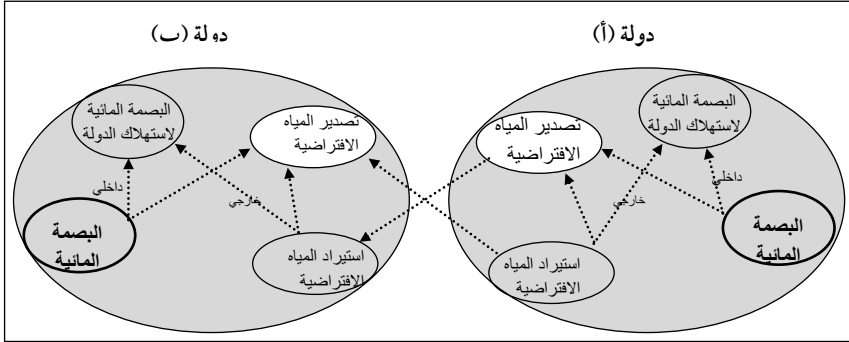 دولة (أ)
البصمة المائية
لاستهلاك الدولة
تصدير المياه
الافتراضية
داخلي
خارجي
البصمة
المائية
استيراد المياه
الافتراضية
دولة (ب)
تصدير المياه
الافتراضية
البصمة المائية
لاستهلاك الدولة
خارجي
داخلي
البصمة
المائية
استيراد المياه
الافتراضية